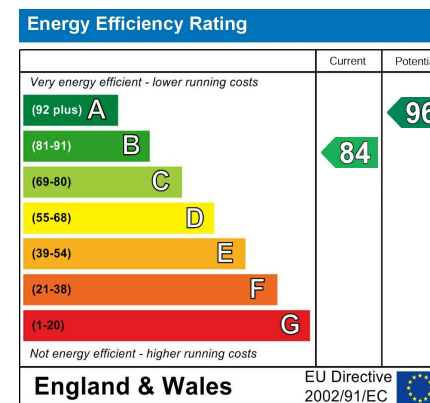 Energy Efficiency Rating
Current Potentia
Very energy efficient - lower running costs
(92 plus) A
96
(81-91) B
84
(69-80) C
(55-68) D
(39-54) E
(21-38) F
(1-20) G
Not energy efficient - higher running costs
England & Wales
EU Directive
2002/91/EC